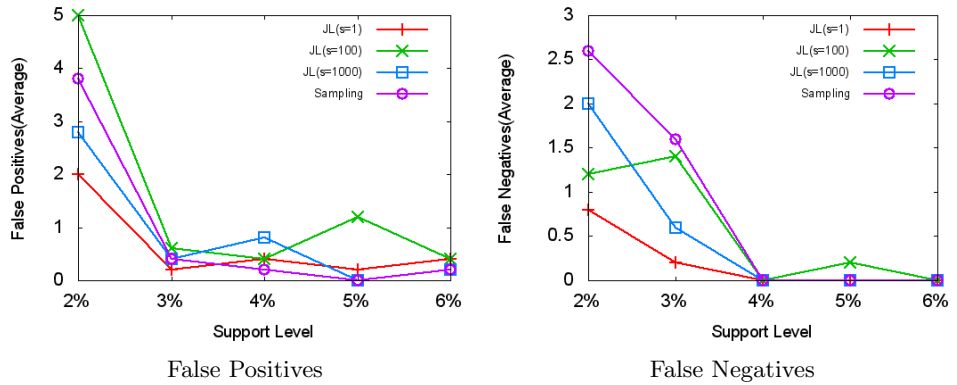 False Positives(Average)
5
4
3
2
1
0
JL(s=1)
JL(s=100)
JL(s=1000)
Sampling
2% 3% 4% 5% 6%
Support Level
False Positives
False Negatives(Average)
3
2.5
2
1.5
1
0.5
0
JL(s=1)
JL(s=100)
JL(s=1000)
Sampling
2% 3% 4% 5% 6%
Support Level
False Negatives